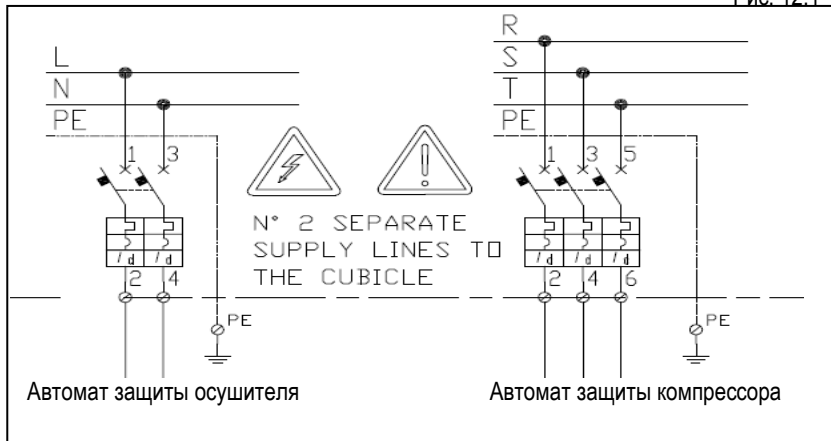 Рис. 12.1
L
N
PE
1 3
2 4
PE
N° 2 SEPARATE
SUPPLY LINES TO
THE CUBICLE
R
S
T
PE
1 3 5
2 4 6
PE
I d I d
I d I d I d
Автомат защиты осушителя
Автомат защиты компрессора